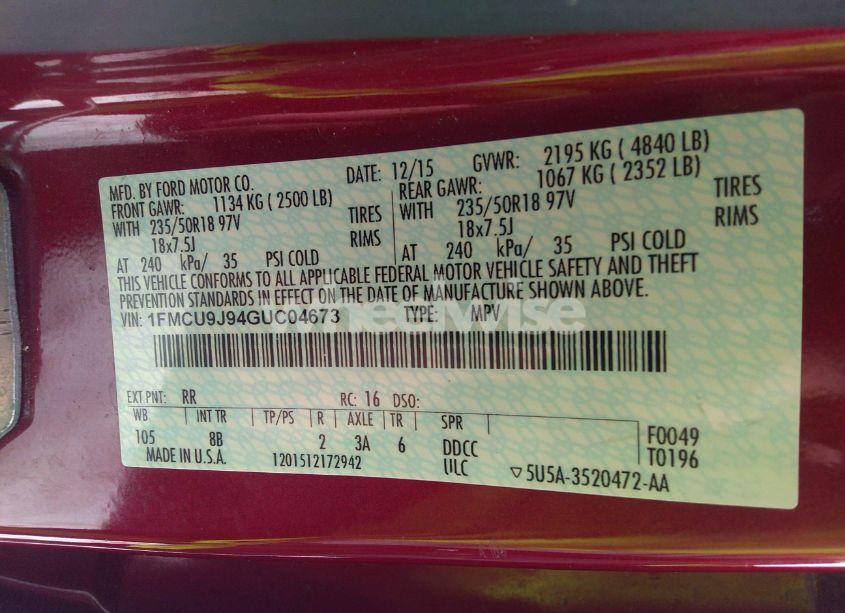 MFD. BY FORD MOTOR CO. DATE: 12/15 GVWR: 2195 KG ( 4840 LB)
FRONT GAWR: 1134 KG ( 2500 LB) REAR GAWR: 1067 KG ( 2352 LB)
WITH 235/50R18 97V TIRES WITH 235/50R18 97V TIRES
18x7.5J RIMS 18x7.5J RIMS
AT 240 kPa/ 35 PSI COLD AT 240 kPa/ 35 PSI COLD
THIS VEHICLE CONFORMS TO ALL APPLICABLE FEDERAL MOTOR VEHICLE SAFETY AND THEFT
PREVENTION STANDARDS IN EFFECT ON THE DATE OF MANUFACTURE SHOWN ABOVE.
VIN: 1FMCU9J94GUC04673 TYPE: MPV
EXT PNT: RR RC: 16 DSO:
WB INT TR TP/PS R AXLE TR SPR
105 8B 2 3A 6 DDCC F0049
ULC T0196
MADE IN U.S.A. 1201512172942 5U5A-3520472-AA